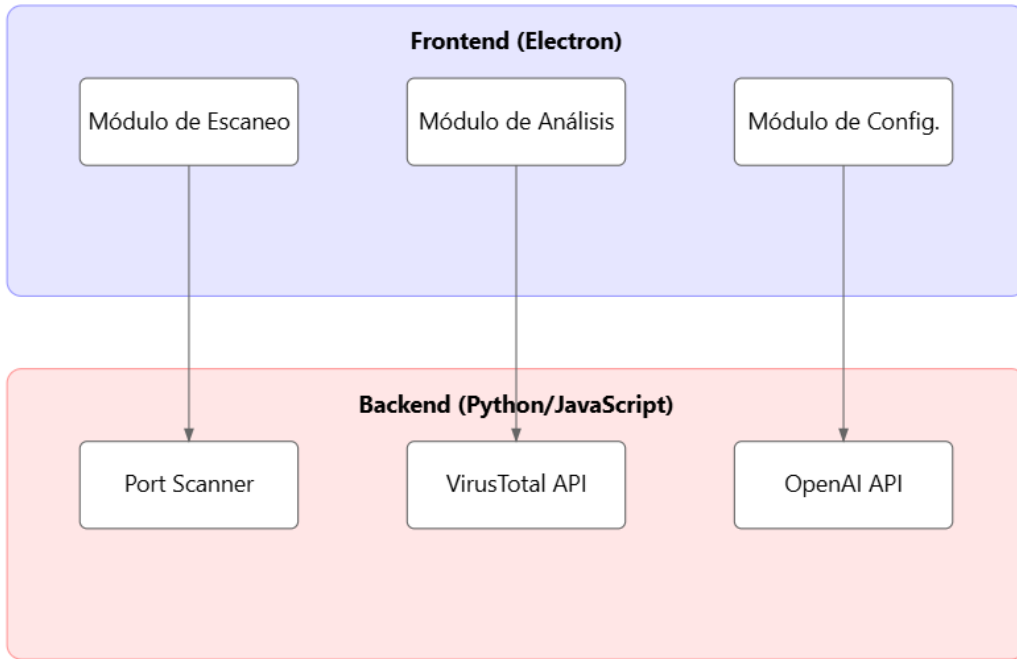 Frontend (Electron)
Módulo de Escaneo
Módulo de Análisis
Módulo de Config.
Backend (Python/JavaScript)
Port Scanner
VirusTotal API
OpenAI API